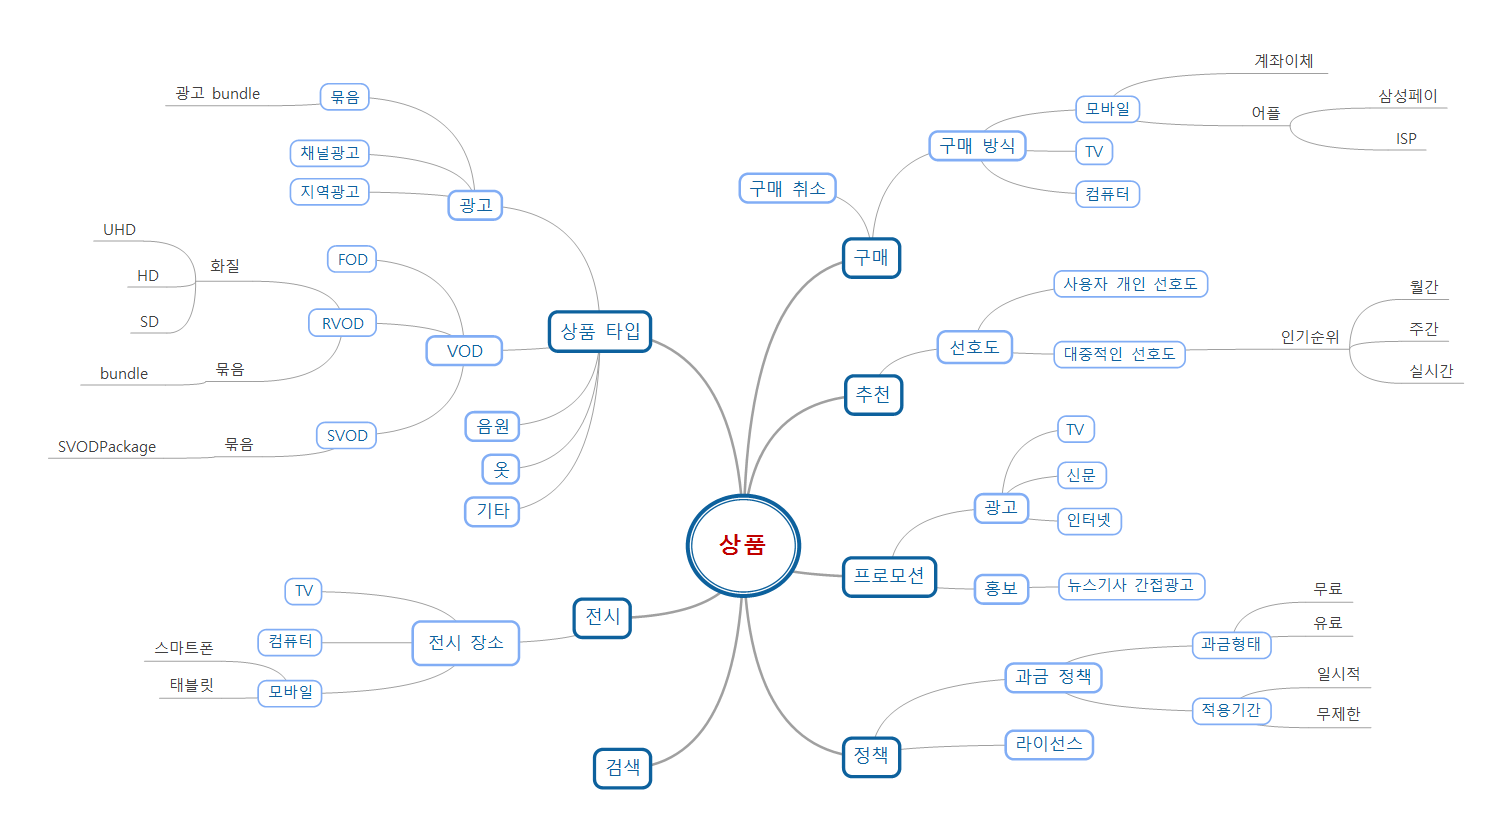 상품
구매
구매 취소
구매 방식
모바일
계좌이체
어플
삼성페이
ISP
TV
컴퓨터
추천
선호도
사용자 개인 선호도
대중적인 선호도
인기순위
월간
주간
실시간
프로모션
광고
TV
신문
인터넷
홍보
뉴스기사 간접광고
정책
과금 정책
과금형태
무료
유료
적용기간
일시적
무제한
라이선스
상품 타입
광고
묶음
광고 bundle
채널광고
지역광고
VOD
FOD
RVOD
화질
UHD
HD
SD
묶음
bundle
SVOD
묶음
SVODPackage
음원
옷
기타
전시
전시 장소
TV
컴퓨터
모바일
스마트폰
태블릿
검색